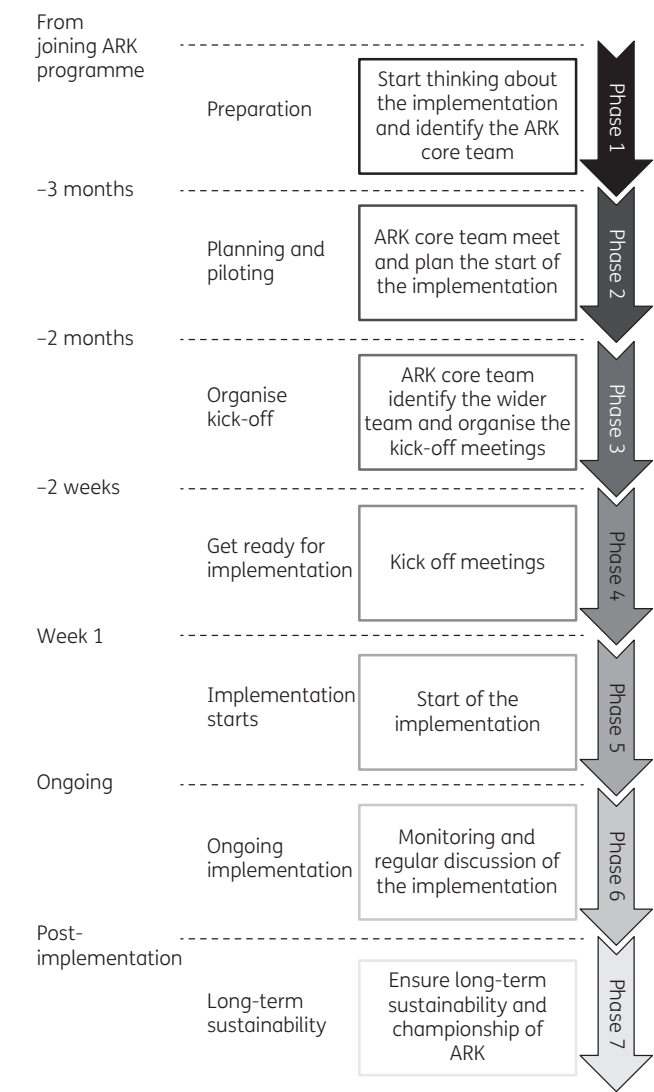 From
joining ARK
programme
Preparation
Start thinking about
the implementation
and identify the ARK
core team
Phase 1
–3 months
Planning and
piloting
ARK core team meet
and plan the start of
the implementation
Phase 2
–2 months
Organise
kick-off
ARK core team
identify the wider
team and organise the
kick-off meetings
Phase 3
–2 weeks
Get ready for
implementation
Kick off meetings
Phase 4
Week 1
Implementation
starts
Start of the
implementation
Phase 5
Ongoing
Ongoing
implementation
Monitoring and
regular discussion of
the implementation
Phase 6
Post-
implementation
Long-term
sustainability
Ensure long-term
sustainability and
championship of
ARK
Phase 7